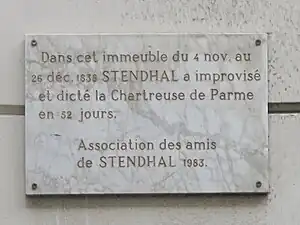 Dans cet immeuble du 4 nov. au
26 déc. 1838 STENDHAL a improvisé
et dicté la Chartreuse de Parme
en 52 jours.
Association des amis
de STENDHAL 1983.